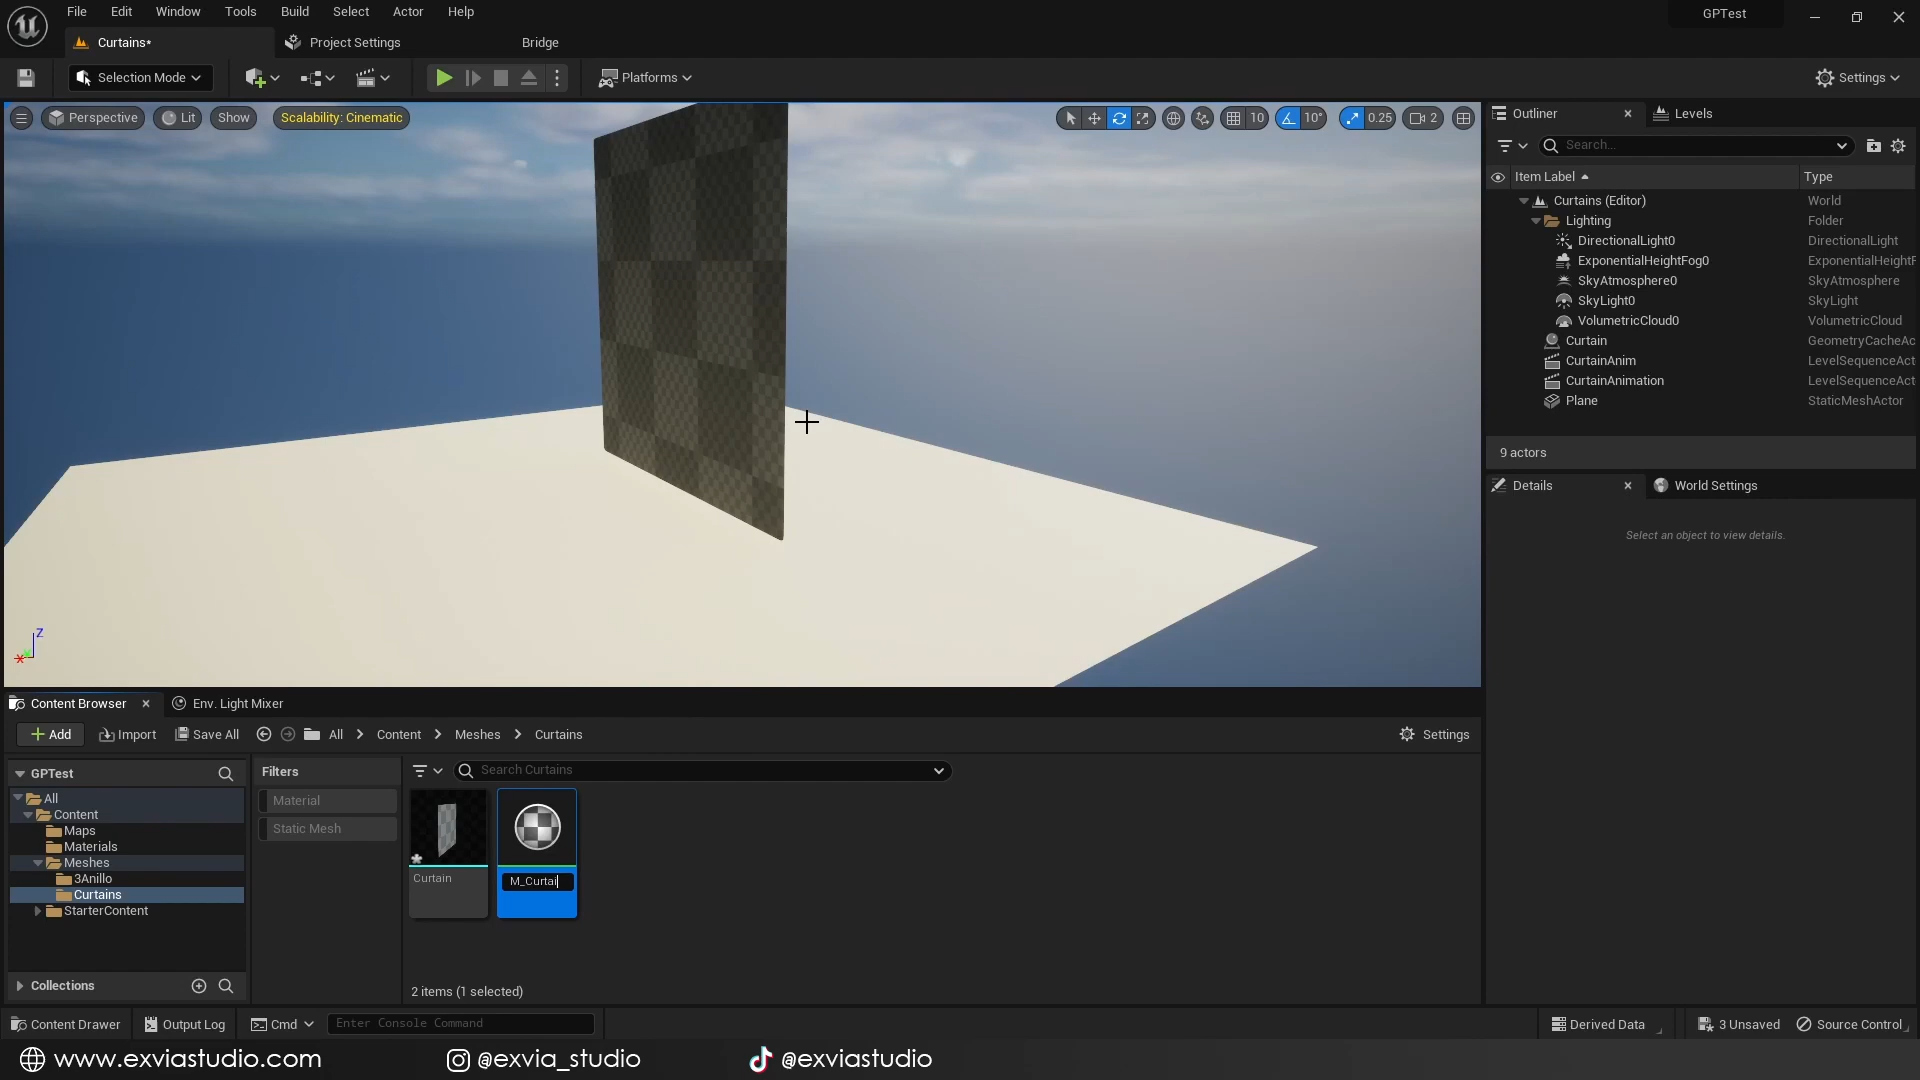 File Edit Window Tools Build Select Actor Help
GPTest
Curtains*
Project Settings
Bridge
Selection Mode
Platforms
Settings
Perspective
Lit
Show
Scalability: Cinematic
10
10°
0.25
2
Z
X
Outliner
Levels
Search...
Item Label
Type
Curtains (Editor) World
Lighting Folder
DirectionalLight0 DirectionalLight
ExponentialHeightFog0 ExponentialHeightF
SkyAtmosphere0 SkyAtmosphere
SkyLight0 SkyLight
VolumetricCloud0 VolumetricCloud
Curtain GeometryCacheAc
CurtainAnim LevelSequenceAct
CurtainAnimation LevelSequenceAct
Plane StaticMeshActor
9 actors
Details
World Settings
Select an object to view details.
Content Browser
Env. Light Mixer
Add
Import
Save All
All
Content
Meshes
Curtains
Settings
GPTest
All
Content
Maps
Materials
Meshes
3Anillo
Curtains
StarterContent
Collections
Filters
Material
Static Mesh
Search Curtains
Curtain
M_Curtai
2 items (1 selected)
Content Drawer
Output Log
Cmd
Enter Console Command
Derived Data
3 Unsaved
Source Control
www.exviastudio.com
@exvia_studio
@exviastudio